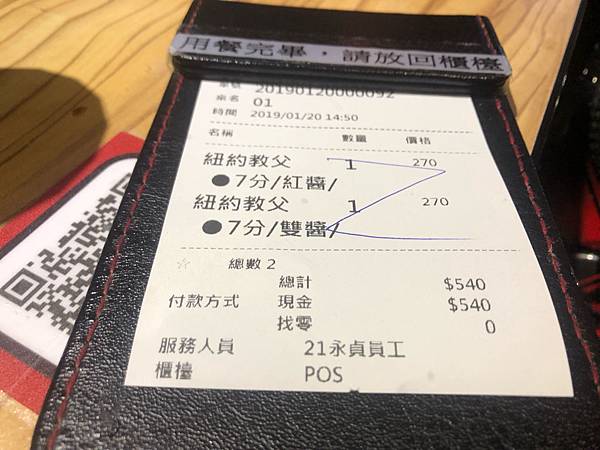 用餐完畢，請放回櫃檯
單號 20190120000092
桌名 01
時間 2019/01/20 14:50
名稱 數量 價格
紐約教父 1 270
●7分/紅醬/
紐約教父 1 270
●7分/雙醬/
☆ 總數 2
總計 $540
付款方式 現金 $540
找零 0
服務人員 21永貞員工
櫃檯 POS